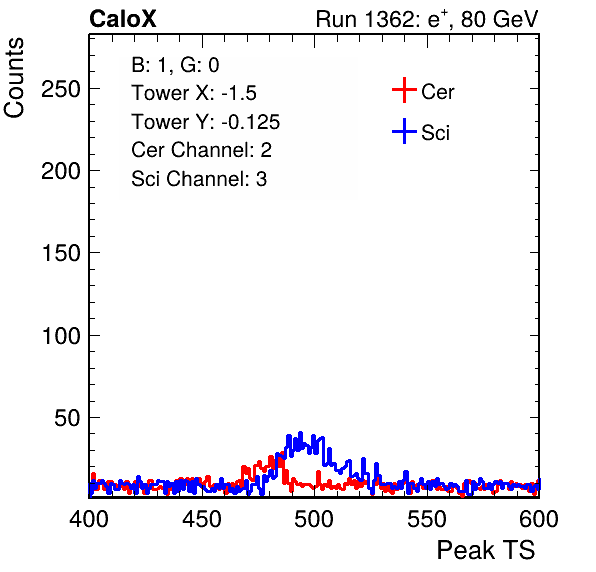 CaloX Run 1362: e+, 80 GeV
Counts
B: 1, G: 0
Tower X: -1.5
Tower Y: -0.125
Cer Channel: 2
Sci Channel: 3
Cer
Sci
250
200
150
100
50
400 450 500 550 600
Peak TS